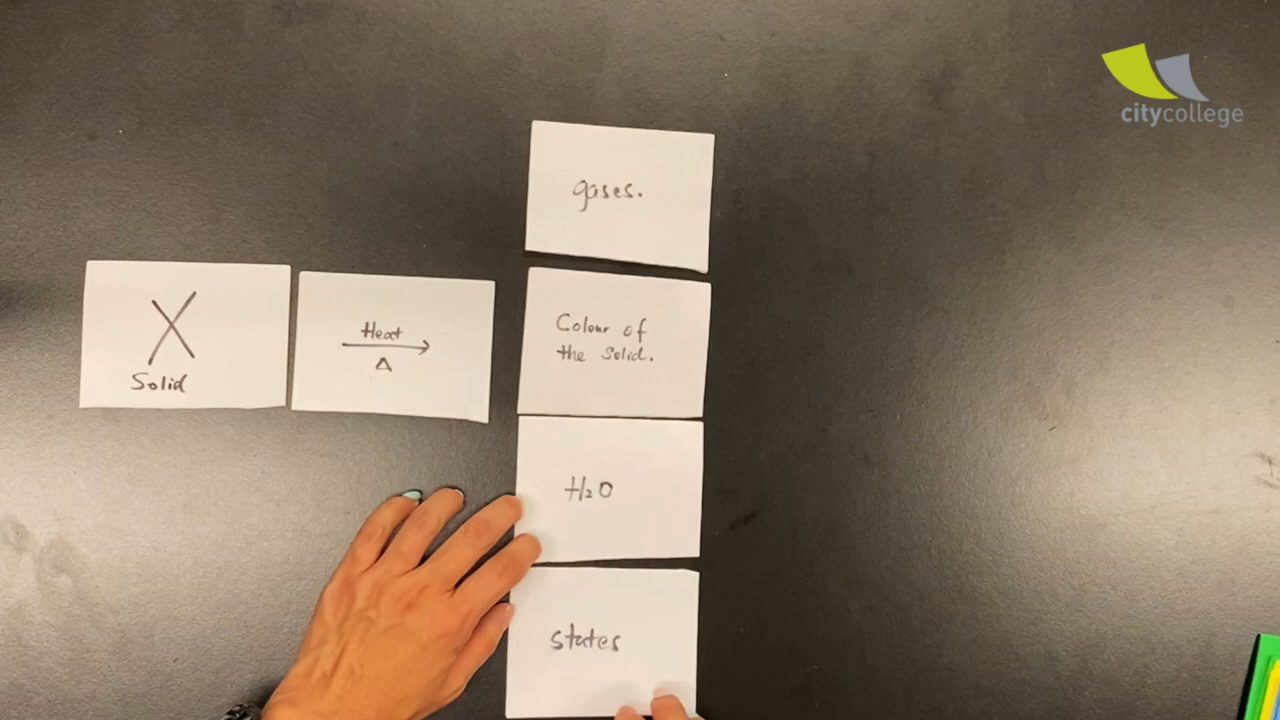 citycollege
gases.
X
Solid
Heat
Δ
Colour of
the Solid.
H₂O
states